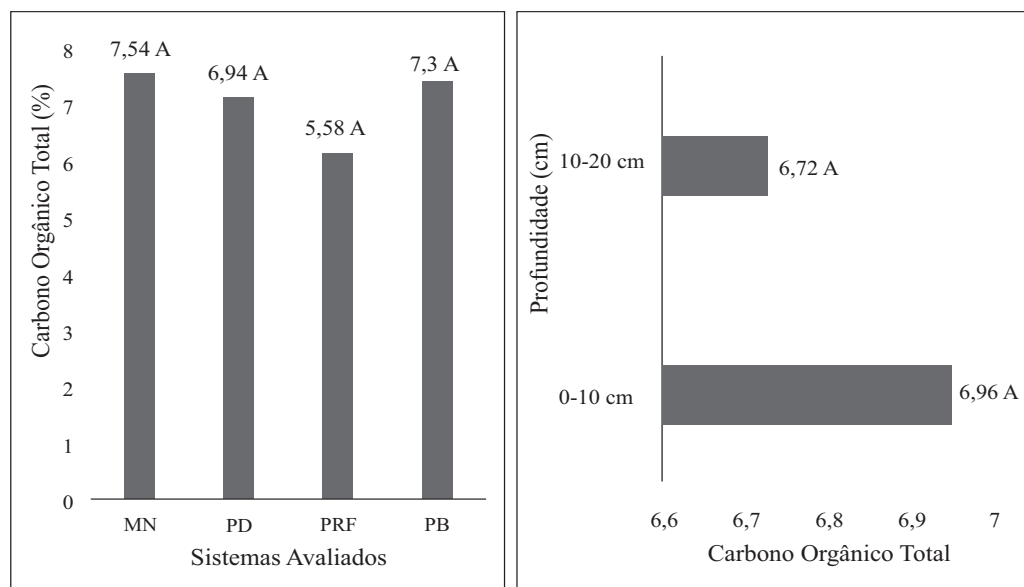 Carbono Orgânico Total (%)
8
7
6
5
4
3
2
1
0
7,54 A
6,94 A
5,58 A
7,3 A
MN PD PRF PB
Sistemas Avaliados
Profundidade (cm)
10-20 cm
6,72 A
0-10 cm
6,96 A
6,6 6,7 6,8 6,9 7
Carbono Orgânico Total